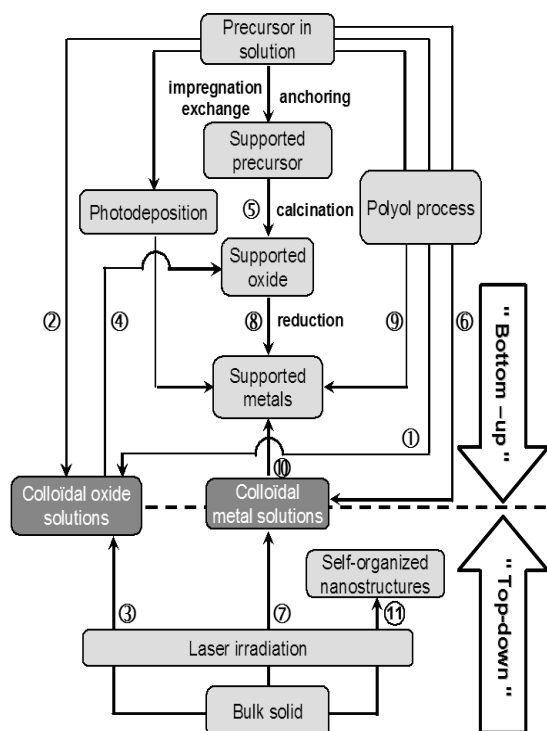 Precursor in
solution
impregnation
exchange
anchoring
Supported
precursor
Photodeposition
⑤
calcination
Polyol process
Supported
oxide
②
④
⑧
reduction
⑨
⑥
Supported
metals
①
⑩
Colloïdal oxide
solutions
Colloïdal
metal solutions
" Bottom –up "
" Top-down "
Self-organized
nanostructures
③
⑦
⑪
Laser irradiation
Bulk solid